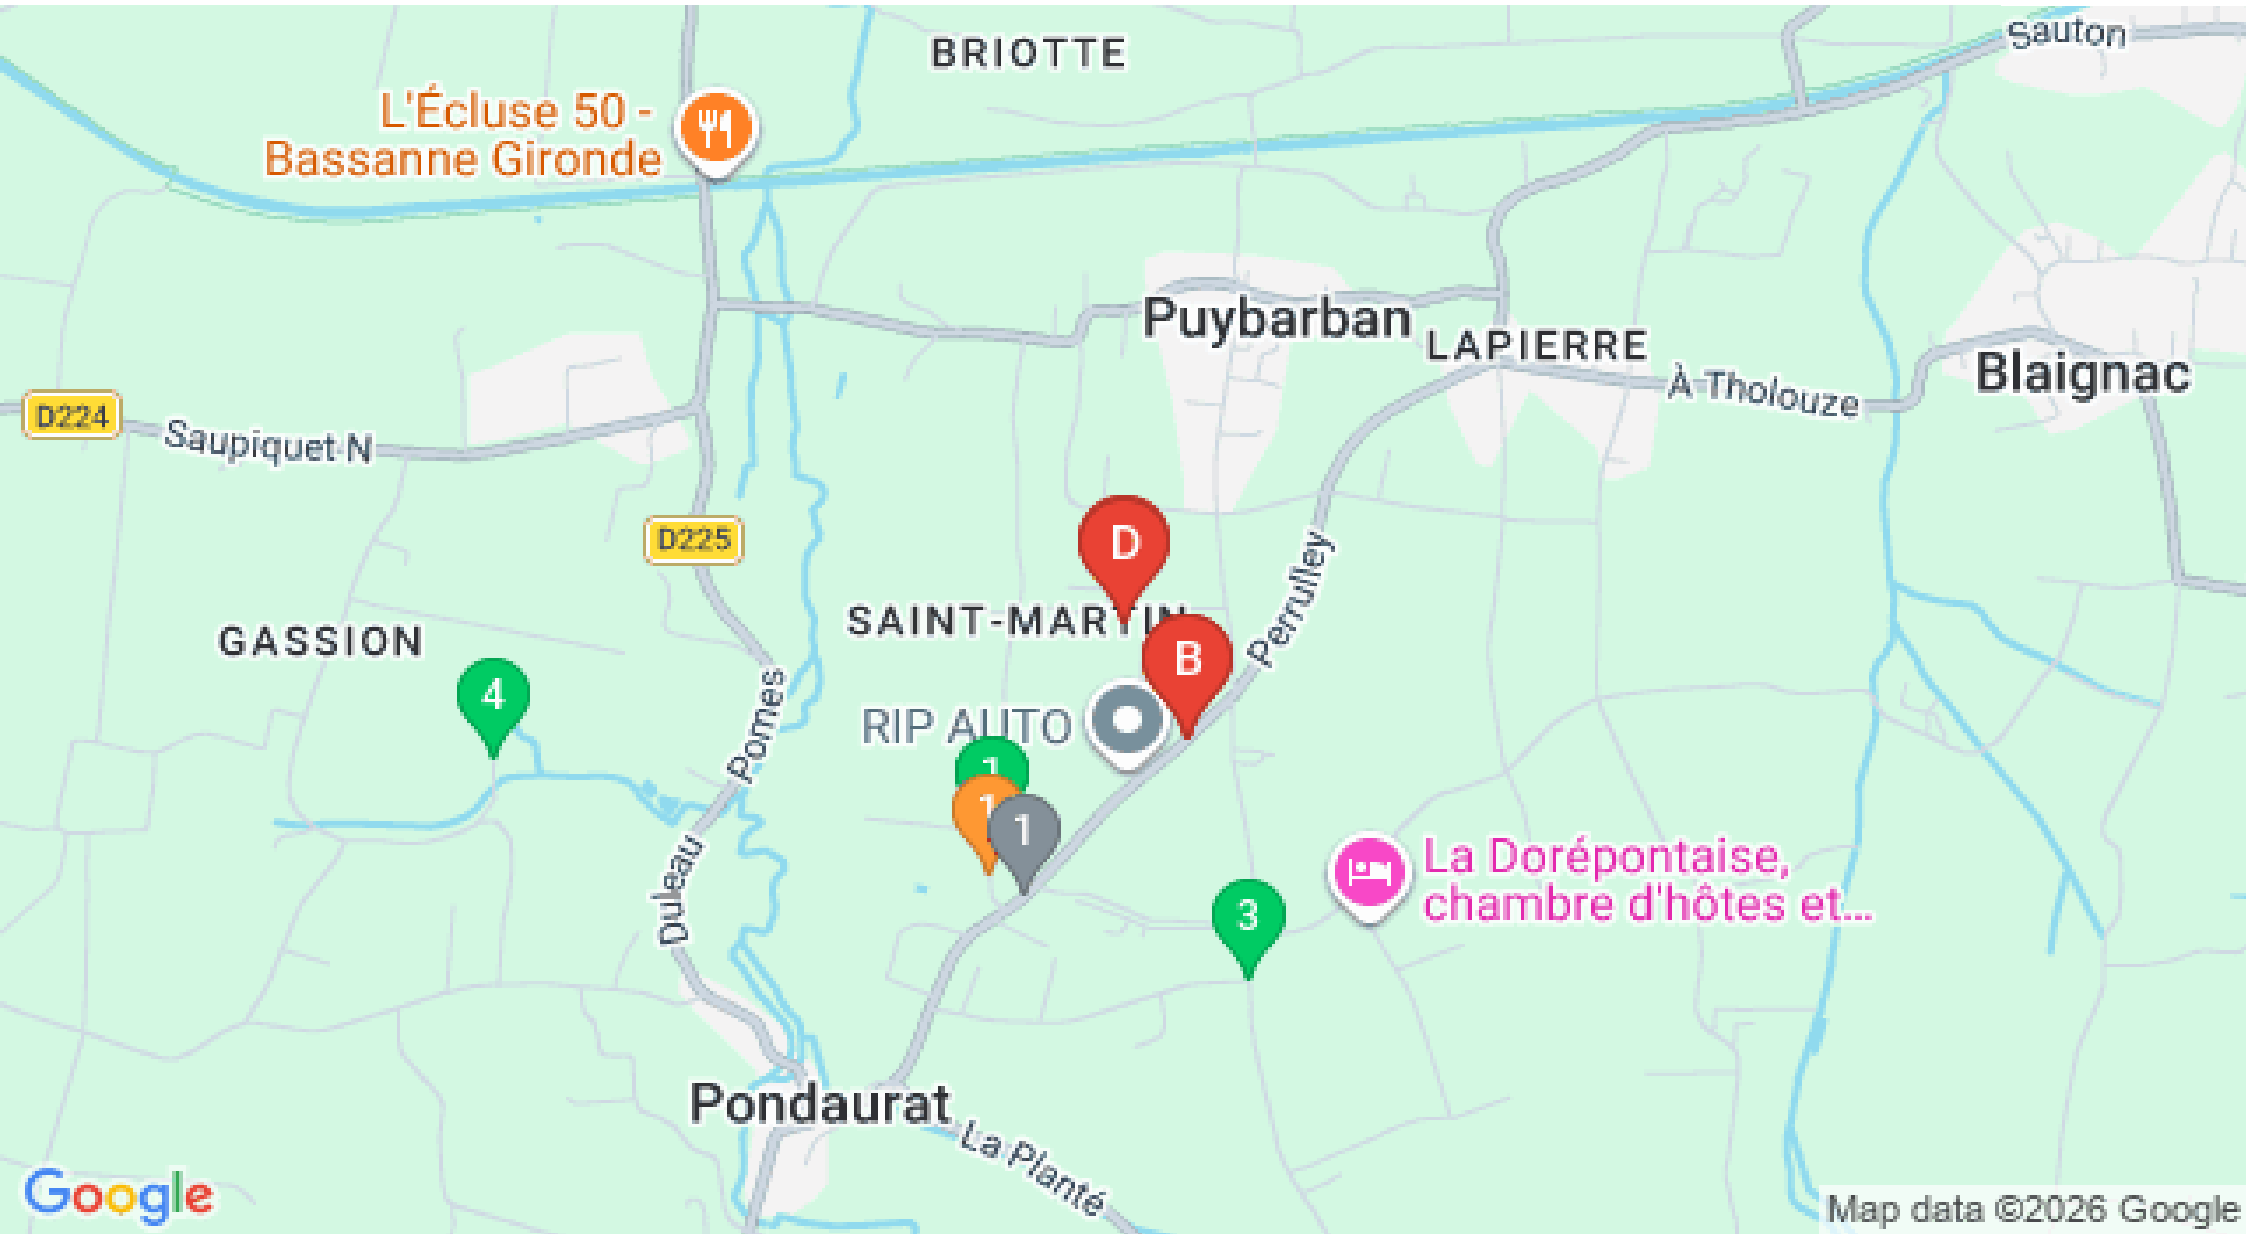 Sauton
BRIOTTE
L'Écluse 50 -
Bassanne Gironde
Puybarban
LAPIERRE
À Tholouze
Blaignac
D224
Saupiquet N
D225
D
Perrulley
SAINT-MARTIN
GASSION
B
4
RIP AUTO
Pomes
1
1
1
Duleau
La Dorépontaise,
chambre d'hôtes et...
3
Pondaurat
La Planté
Google
Map data ©2026 Google